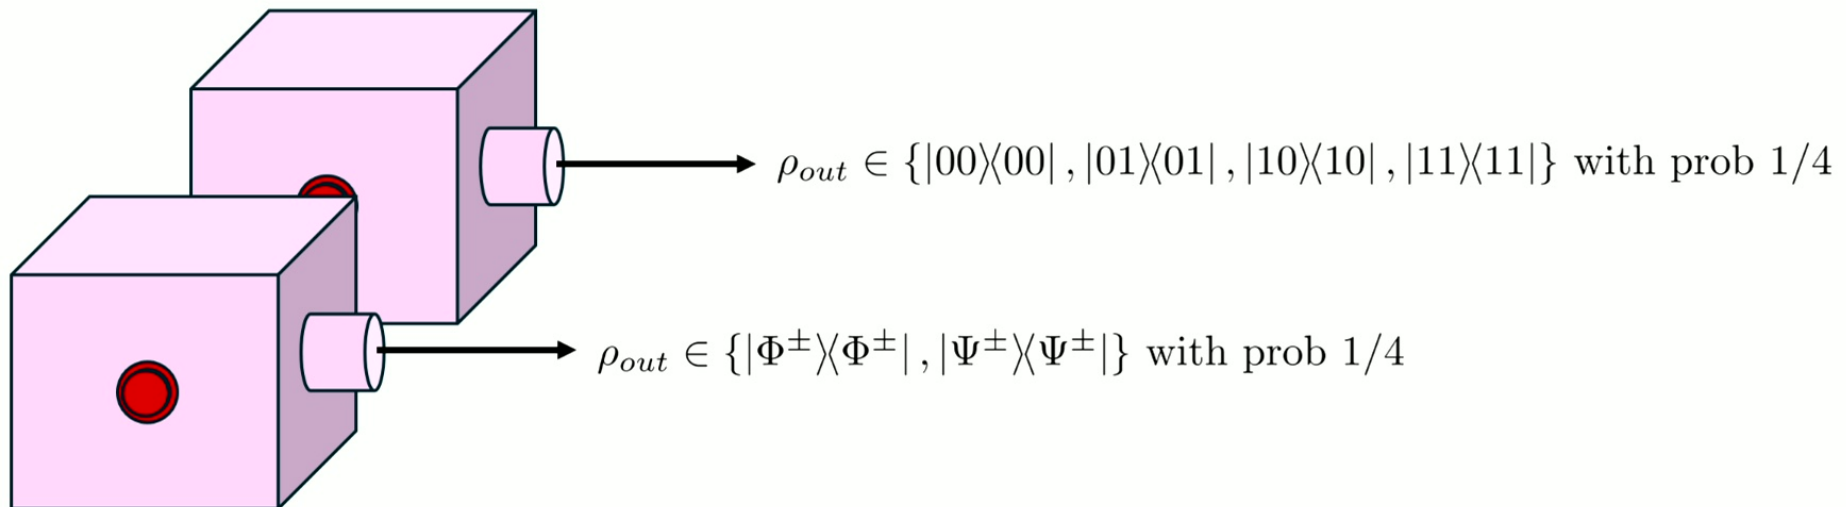 ρ_out ∈ {|00⟩⟨00| , |01⟩⟨01| , |10⟩⟨10| , |11⟩⟨11|} with prob 1/4
ρ_out ∈ {|Φ^±⟩⟨Φ^±| , |Ψ^±⟩⟨Ψ^±|} with prob 1/4